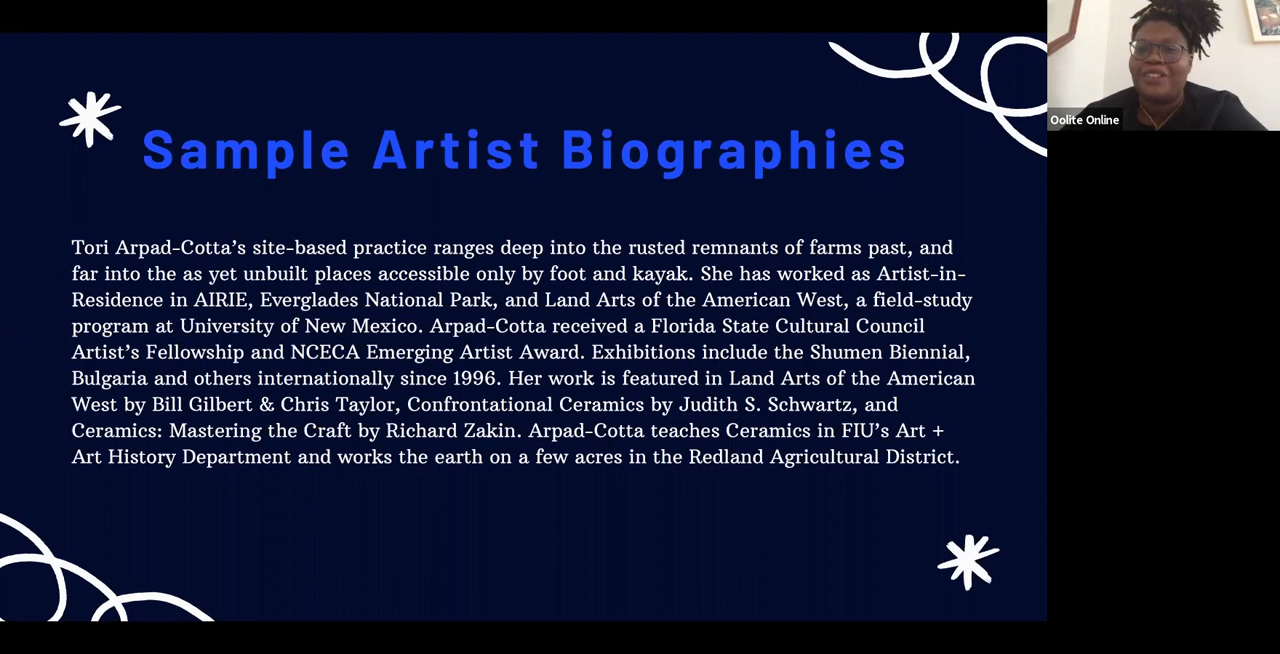 Sample Artist Biographies
Tori Arpad-Cotta's site-based practice ranges deep into the rusted remnants of farms past, and
far into the as yet unbuilt places accessible only by foot and kayak. She has worked as Artist-in-
Residence in AIRIE, Everglades National Park, and Land Arts of the American West, a field-study
program at University of New Mexico. Arpad-Cotta received a Florida State Cultural Council
Artist's Fellowship and NCECA Emerging Artist Award. Exhibitions include the Shumen Biennial,
Bulgaria and others internationally since 1996. Her work is featured in Land Arts of the American
West by Bill Gilbert & Chris Taylor, Confrontational Ceramics by Judith S. Schwartz, and
Ceramics: Mastering the Craft by Richard Zakin. Arpad-Cotta teaches Ceramics in FIU's Art +
Art History Department and works the earth on a few acres in the Redland Agricultural District.
Oolite Online